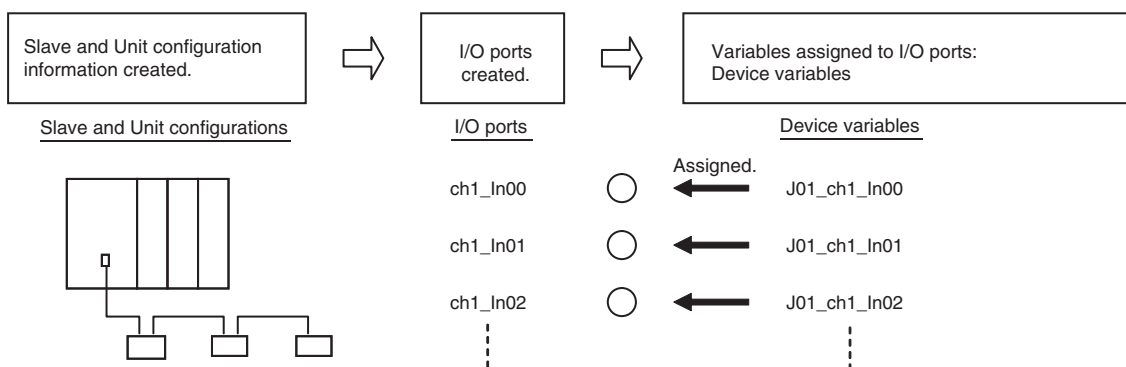 Slave and Unit configuration
information created.
I/O ports
created.
Variables assigned to I/O ports:
Device variables
Slave and Unit configurations
I/O ports
Device variables
Assigned.
ch1_In00
J01_ch1_In00
ch1_In01
J01_ch1_In01
ch1_In02
J01_ch1_In02